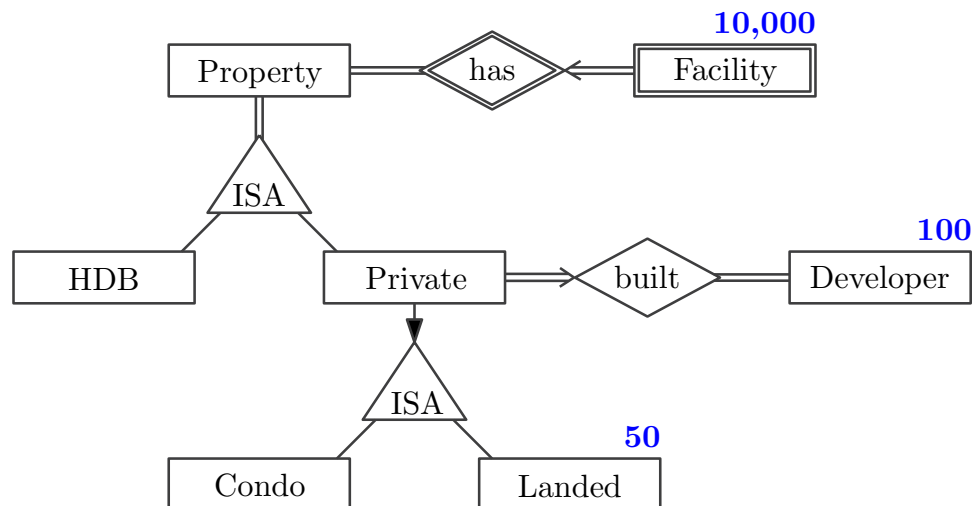 10,000
Property
has
Facility
ISA
100
HDB
Private
built
Developer
ISA
50
Condo
Landed